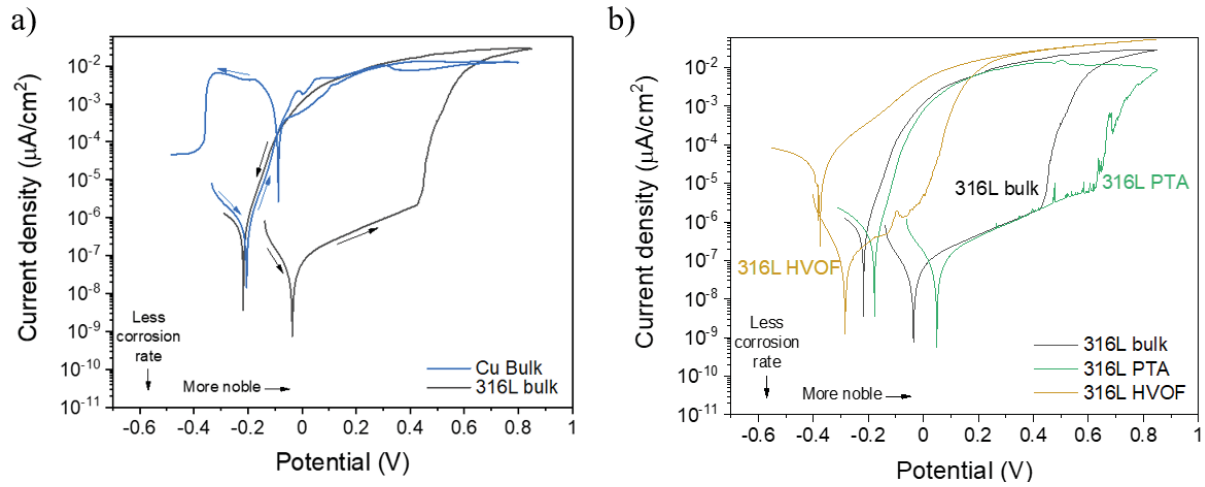 a)
Current density (μA/cm²)
10⁻²
10⁻³
10⁻⁴
10⁻⁵
10⁻⁶
10⁻⁷
10⁻⁸
10⁻⁹
10⁻¹⁰
10⁻¹¹
Less
corrosion
rate
More noble
Cu Bulk
316L bulk
-0.6 -0.4 -0.2 0 0.2 0.4 0.6 0.8 1
Potential (V)
b)
Current density (μA/cm²)
10⁻²
10⁻³
10⁻⁴
10⁻⁵
10⁻⁶
10⁻⁷
10⁻⁸
10⁻⁹
10⁻¹⁰
10⁻¹¹
316L bulk
316L PTA
316L HVOF
Less
corrosion
rate
More noble
316L bulk
316L PTA
316L HVOF
-0.6 -0.4 -0.2 0 0.2 0.4 0.6 0.8 1
Potential (V)